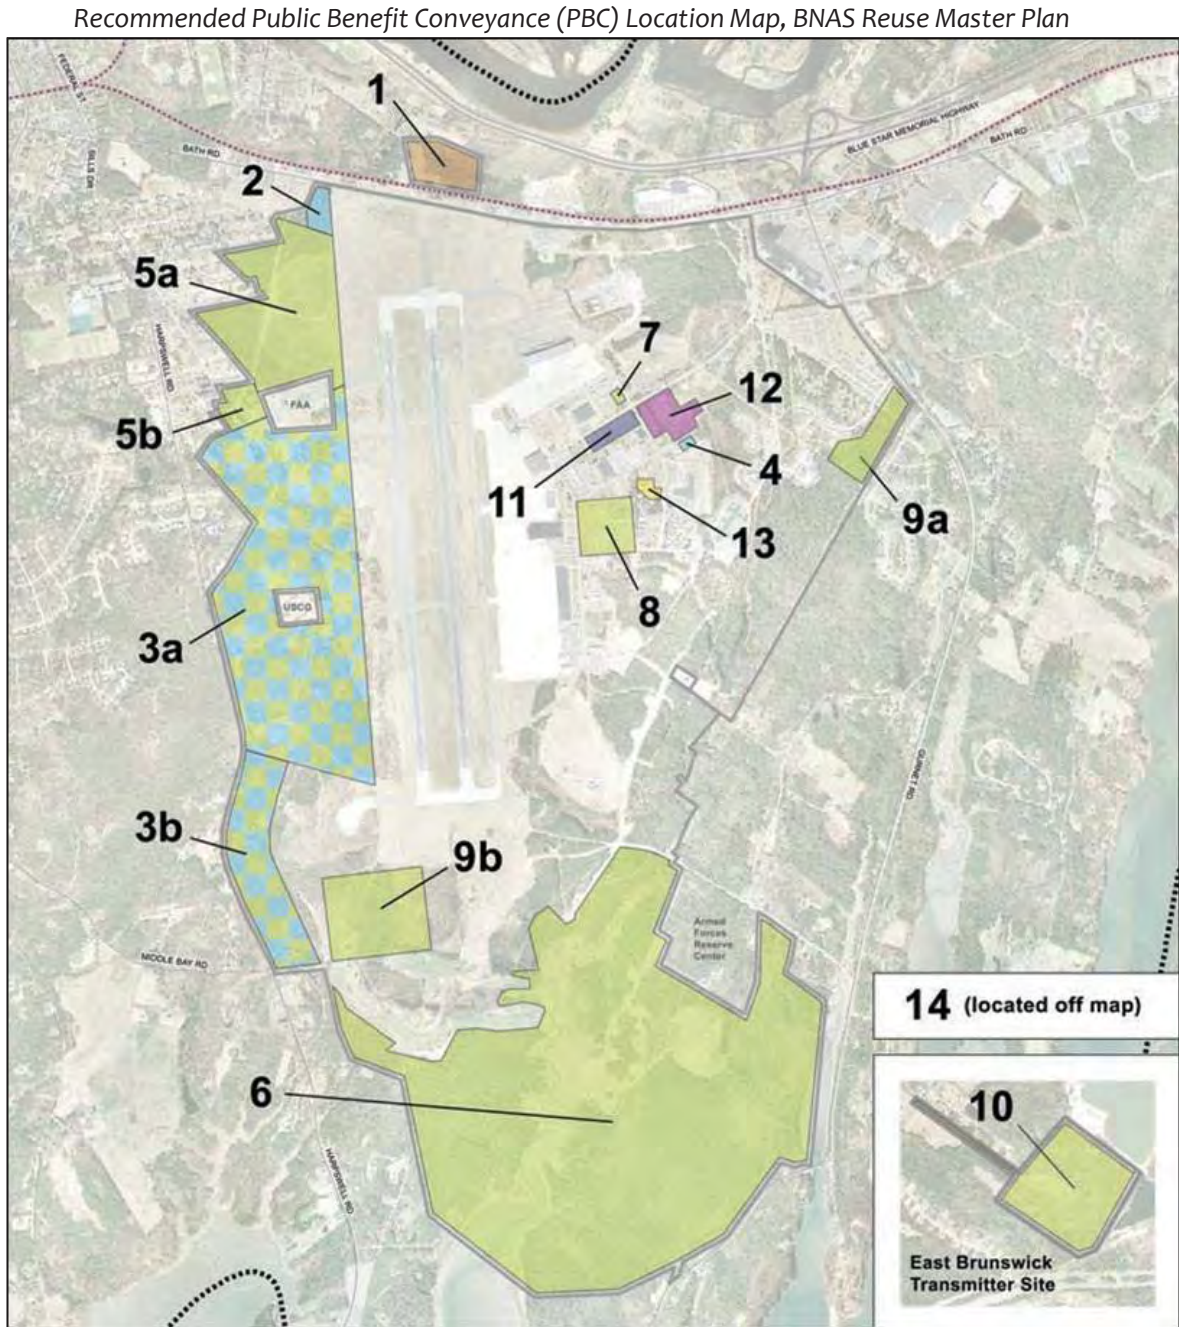 Recommended Public Benefit Conveyance (PBC) Location Map, BNAS Reuse Master Plan
FEDERAL ST
1
BLUE STAR MEMORIAL HIGHWAY
BATH RD
BATH RD
SILLS DR
2
5a
HARPSWELL RD
7
12
FAA
5b
4
11
9a
13
8
USCG
3a
GURNET RD
3b
9b
Armed
Forces
Reserve
Center
MIDDLE BAY RD
14 (located off map)
6
10
HARPSWELL RD
East Brunswick
Transmitter Site